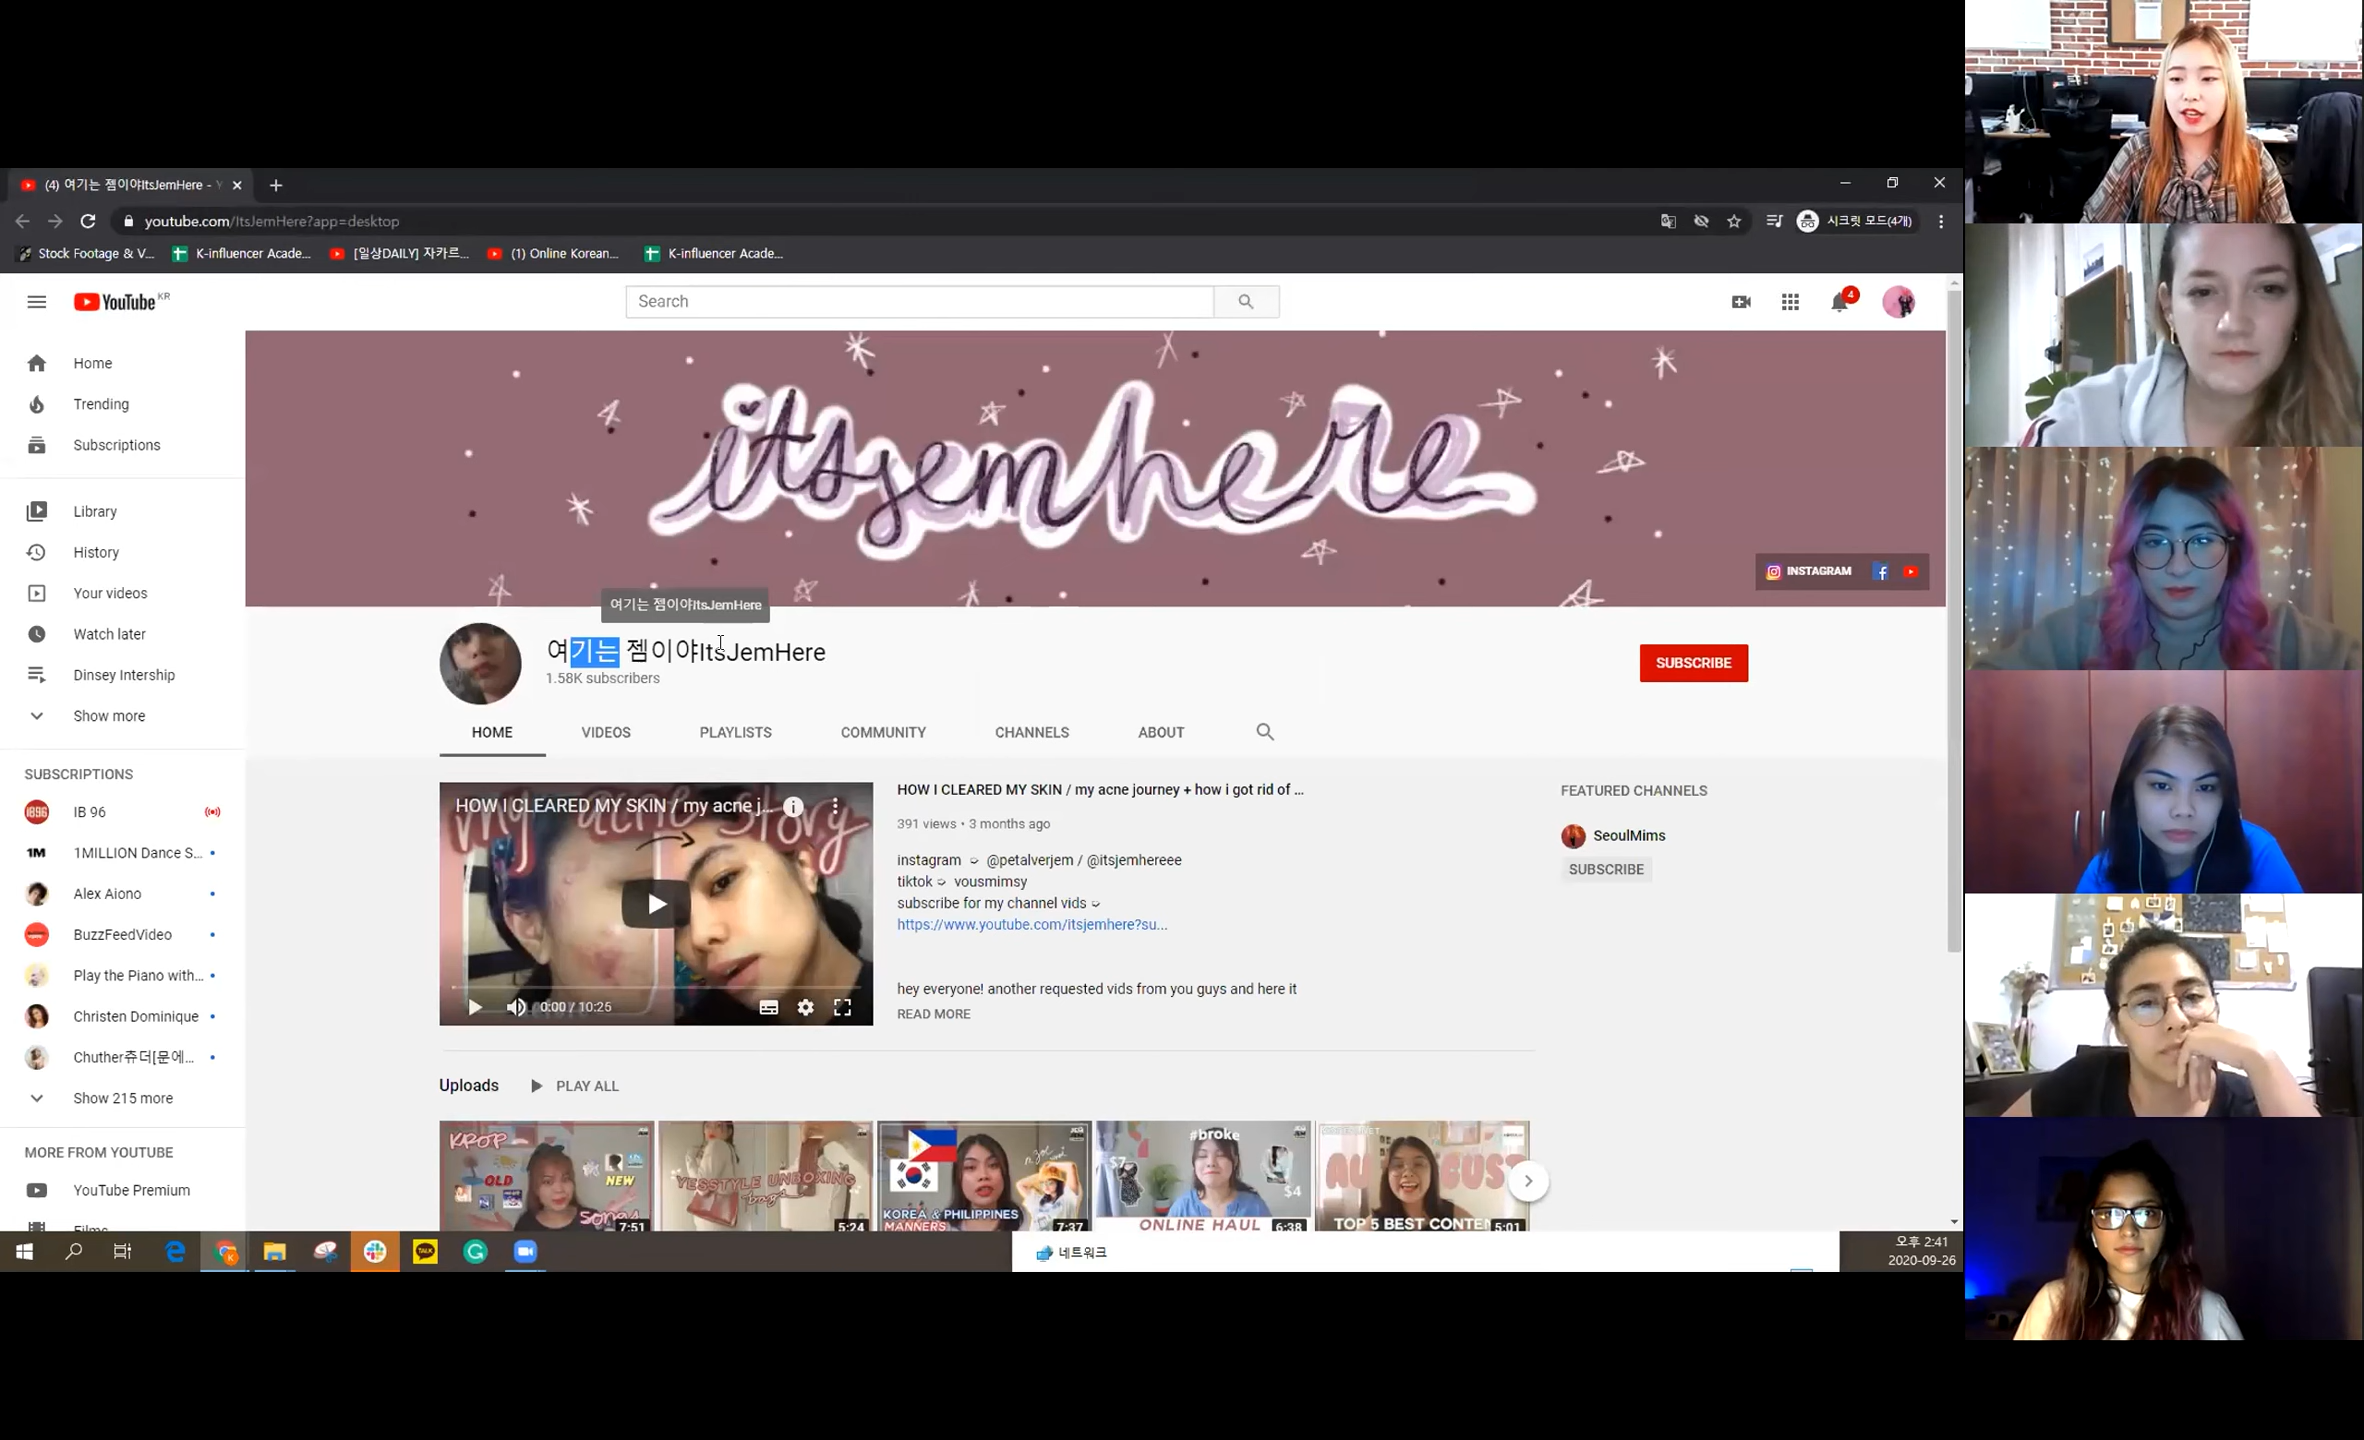 (4) 여기는 젬이야ItsJemHere - Y
youtube.com/ItsJemHere?app=desktop
시크릿 모드(4개)
Stock Footage & V...
K-influencer Acade...
[일상DAILY] 자카르...
(1) Online Korean...
K-influencer Acade...
YouTube KR
Search
4
Home
Trending
Subscriptions
Library
History
Your videos
Watch later
Dinsey Intership
Show more
SUBSCRIPTIONS
IB 96
1MILLION Dance S...
Alex Aiono
BuzzFeedVideo
Play the Piano with...
Christen Dominique
Chuther츄더[문에...
Show 215 more
MORE FROM YOUTUBE
YouTube Premium
Films
itsjemhere
INSTAGRAM
여기는 젬이야ItsJemHere
여기는 젬이야ItsJemHere
1.58K subscribers
SUBSCRIBE
HOME
VIDEOS
PLAYLISTS
COMMUNITY
CHANNELS
ABOUT
HOW I CLEARED MY SKIN / my acne j...
my acne story
0:00 / 10:25
HOW I CLEARED MY SKIN / my acne journey + how i got rid of ...
391 views • 3 months ago
instagram ➭ @petalverjem / @itsjemhereee
tiktok ➭ vousmimsy
subscribe for my channel vids ➭
https://www.youtube.com/itsjemhere?su...
hey everyone! another requested vids from you guys and here it
READ MORE
FEATURED CHANNELS
SeoulMims
SUBSCRIBE
Uploads
PLAY ALL
KPOP
OLD
NEW
Songs
7:51
YESSTYLE UNBOXING
bags
5:24
KOREA & PHILIPPINES
MANNERS
7:37
#broke
$7
$4
ONLINE HAUL
6:38
AUGUST
TOP 5 BEST CONTEN
5:01
네트워크
오후 2:41
2020-09-26